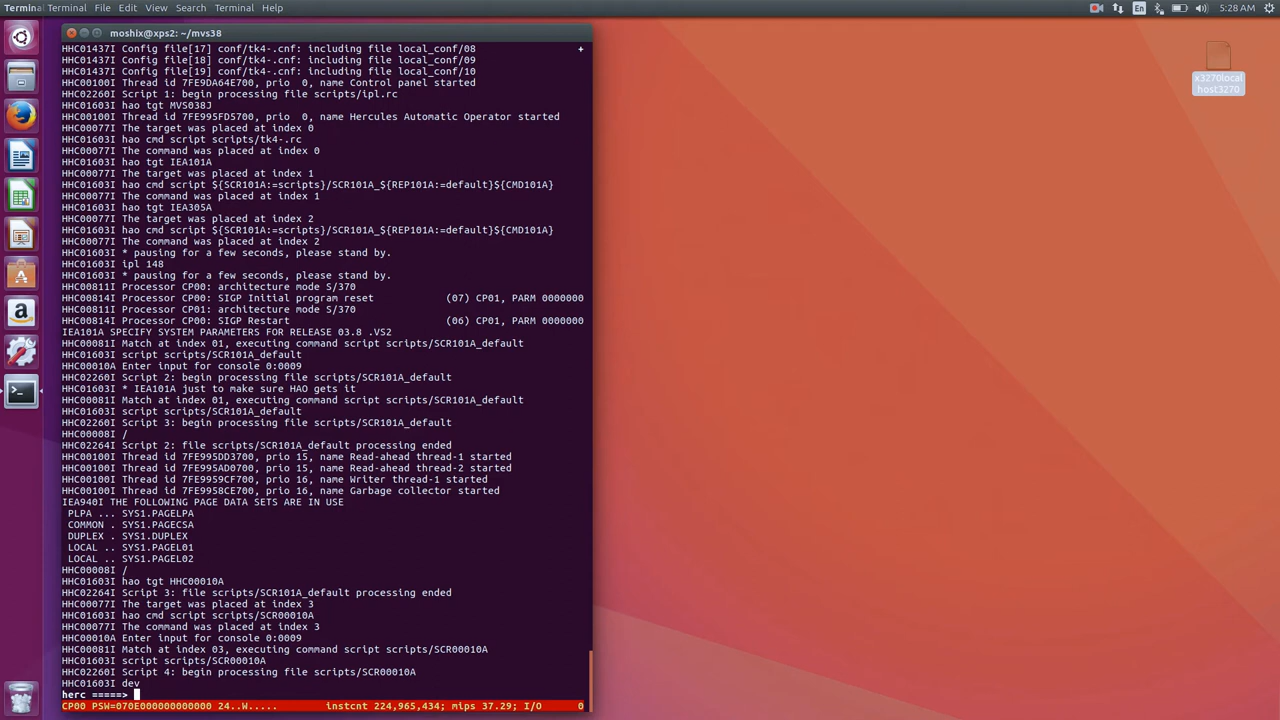 Terminal Terminal File Edit View Search Terminal Help
En 5:28 AM
moshix@xps2: ~/mvs38
HHC01437I Config file[17] conf/tk4-.cnf: including file local_conf/08 +
HHC01437I Config file[18] conf/tk4-.cnf: including file local_conf/09
HHC01437I Config file[19] conf/tk4-.cnf: including file local_conf/10
HHC00100I Thread id 7FE9DA64E700, prio  0, name Control panel started
HHC02260I Script 1: begin processing file scripts/ipl.rc
HHC01603I hao tgt MVS038J
HHC00100I Thread id 7FE995FD5700, prio  0, name Hercules Automatic Operator started
HHC00077I The target was placed at index 0
HHC01603I hao cmd script scripts/tk4-.rc
HHC00077I The command was placed at index 0
HHC01603I hao tgt IEA101A
HHC00077I The target was placed at index 1
HHC01603I hao cmd script ${SCR101A:=scripts}/SCR101A_${REP101A:=default}${CMD101A}
HHC00077I The command was placed at index 1
HHC01603I hao tgt IEA305A
HHC00077I The target was placed at index 2
HHC01603I hao cmd script ${SCR101A:=scripts}/SCR101A_${REP101A:=default}${CMD101A}
HHC00077I The command was placed at index 2
HHC01603I * pausing for a few seconds, please stand by.
HHC01603I ipl 148
HHC01603I * pausing for a few seconds, please stand by.
HHC00811I Processor CP00: architecture mode S/370
HHC00814I Processor CP00: SIGP Initial program reset (07) CP01, PARM 0000000
HHC00811I Processor CP01: architecture mode S/370
HHC00814I Processor CP00: SIGP Restart (06) CP01, PARM 0000000
IEA101A SPECIFY SYSTEM PARAMETERS FOR RELEASE 03.8 .VS2
HHC00081I Match at index 01, executing command script scripts/SCR101A_default
HHC01603I script scripts/SCR101A_default
HHC00010A Enter input for console 0:0009
HHC02260I Script 2: begin processing file scripts/SCR101A_default
HHC01603I * IEA101A just to make sure HAO gets it
HHC00081I Match at index 01, executing command script scripts/SCR101A_default
HHC01603I script scripts/SCR101A_default
HHC02260I Script 3: begin processing file scripts/SCR101A_default
HHC00008I /
HHC02264I Script 2: file scripts/SCR101A_default processing ended
HHC00100I Thread id 7FE995DD3700, prio 15, name Read-ahead thread-1 started
HHC00100I Thread id 7FE995AD0700, prio 15, name Read-ahead thread-2 started
HHC00100I Thread id 7FE9959CF700, prio 16, name Writer thread-1 started
HHC00100I Thread id 7FE9958CE700, prio 16, name Garbage collector started
IEA940I THE FOLLOWING PAGE DATA SETS ARE IN USE
PLPA ... SYS1.PAGELPA
COMMON . SYS1.PAGECSA
DUPLEX . SYS1.DUPLEX
LOCAL .. SYS1.PAGEL01
LOCAL .. SYS1.PAGEL02
HHC00008I /
HHC01603I hao tgt HHC00010A
HHC02264I Script 3: file scripts/SCR101A_default processing ended
HHC00077I The target was placed at index 3
HHC01603I hao cmd script scripts/SCR00010A
HHC00077I The command was placed at index 3
HHC00010A Enter input for console 0:0009
HHC00081I Match at index 03, executing command script scripts/SCR00010A
HHC01603I script scripts/SCR00010A
HHC02260I Script 4: begin processing file scripts/SCR00010A
HHC01603I dev
herc =====>
CP00 PSW=070E000000000000 24..W..... instcnt 224,965,434; mips 37.29; I/O 0
x3270local
host3270